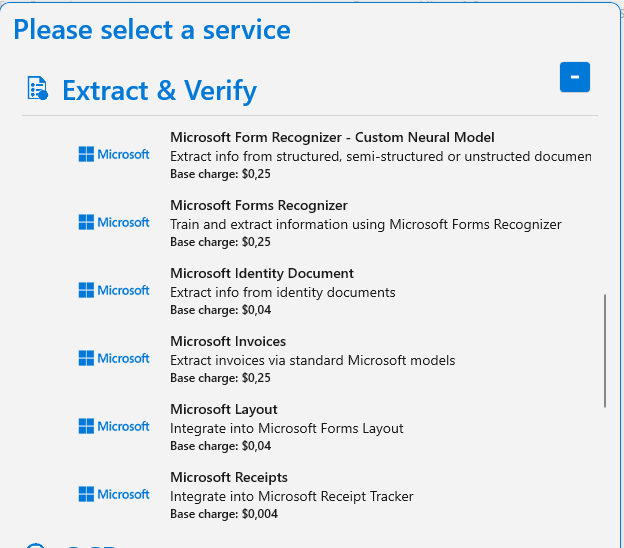 Please select a service
Extract & Verify
-
Microsoft Form Recognizer - Custom Neural Model
Microsoft
Extract info from structured, semi-structured or unstructed documen
Base charge: $0,25
Microsoft Forms Recognizer
Microsoft
Train and extract information using Microsoft Forms Recognizer
Base charge: $0,25
Microsoft Identity Document
Microsoft
Extract info from identity documents
Base charge: $0,04
Microsoft Invoices
Microsoft
Extract invoices via standard Microsoft models
Base charge: $0,25
Microsoft Layout
Microsoft
Integrate into Microsoft Forms Layout
Base charge: $0,04
Microsoft Receipts
Microsoft
Integrate into Microsoft Receipt Tracker
Base charge: $0,004